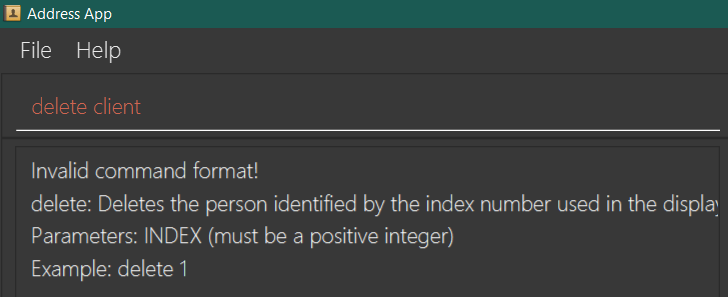 Address App
File Help
delete client
Invalid command format!
delete: Deletes the person identified by the index number used in the display
Parameters: INDEX (must be a positive integer)
Example: delete 1